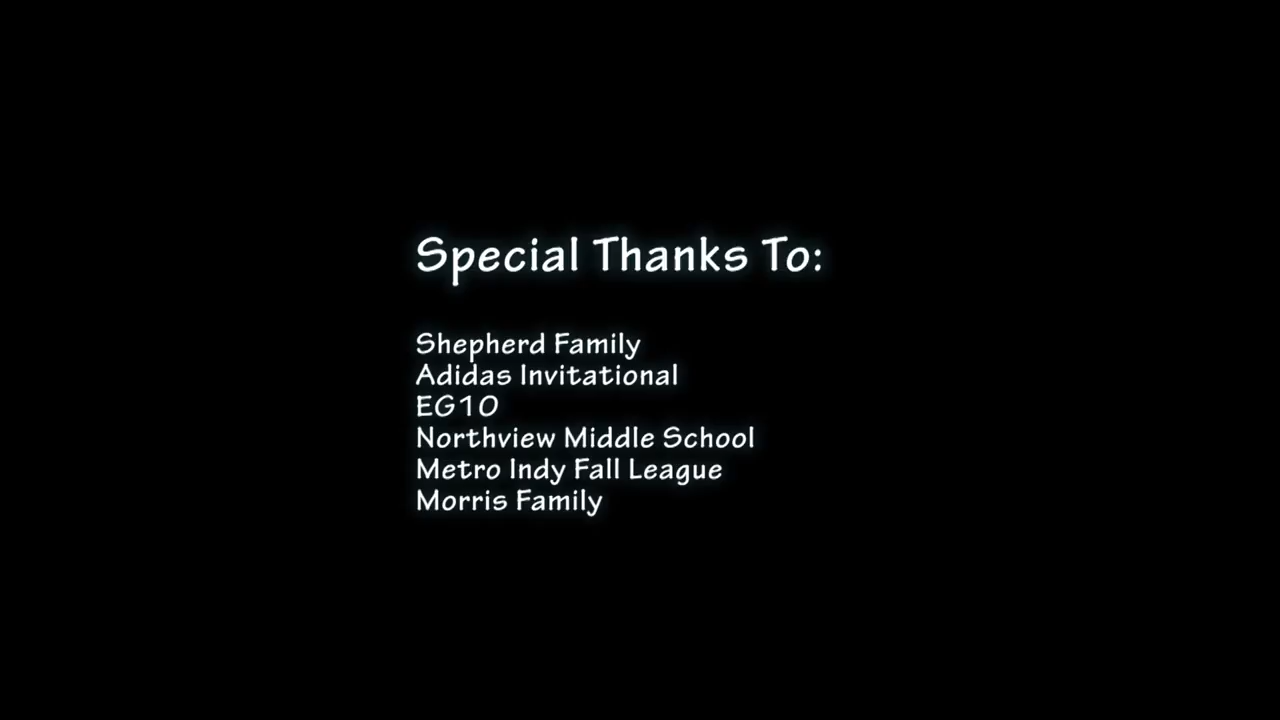 Special Thanks To:
Shepherd Family
Adidas Invitational
EG10
Northview Middle School
Metro Indy Fall League
Morris Family